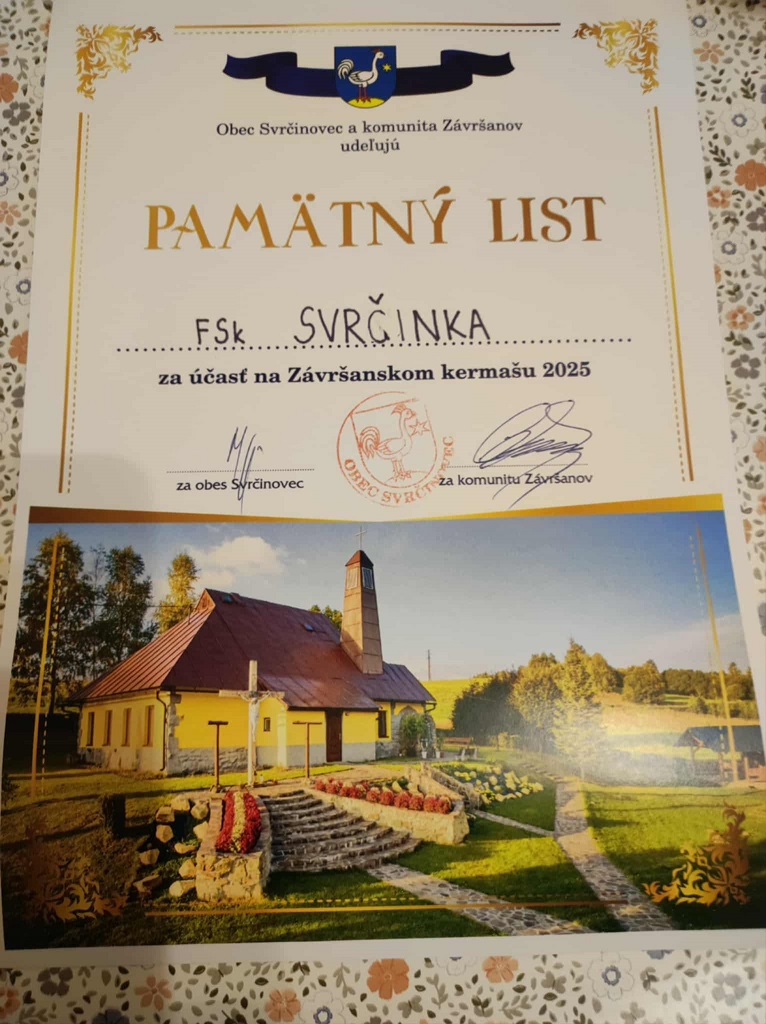 Obec Svrčinovec a komunita Závršanov
udeľujú
PAMÄTNÝ LIST
FSk SVRČINKA
za účasť na Závršanskom kermašu 2025
OBEC SVRČINOVEC
za obes Svrčinovec
za komunitu Závršanov